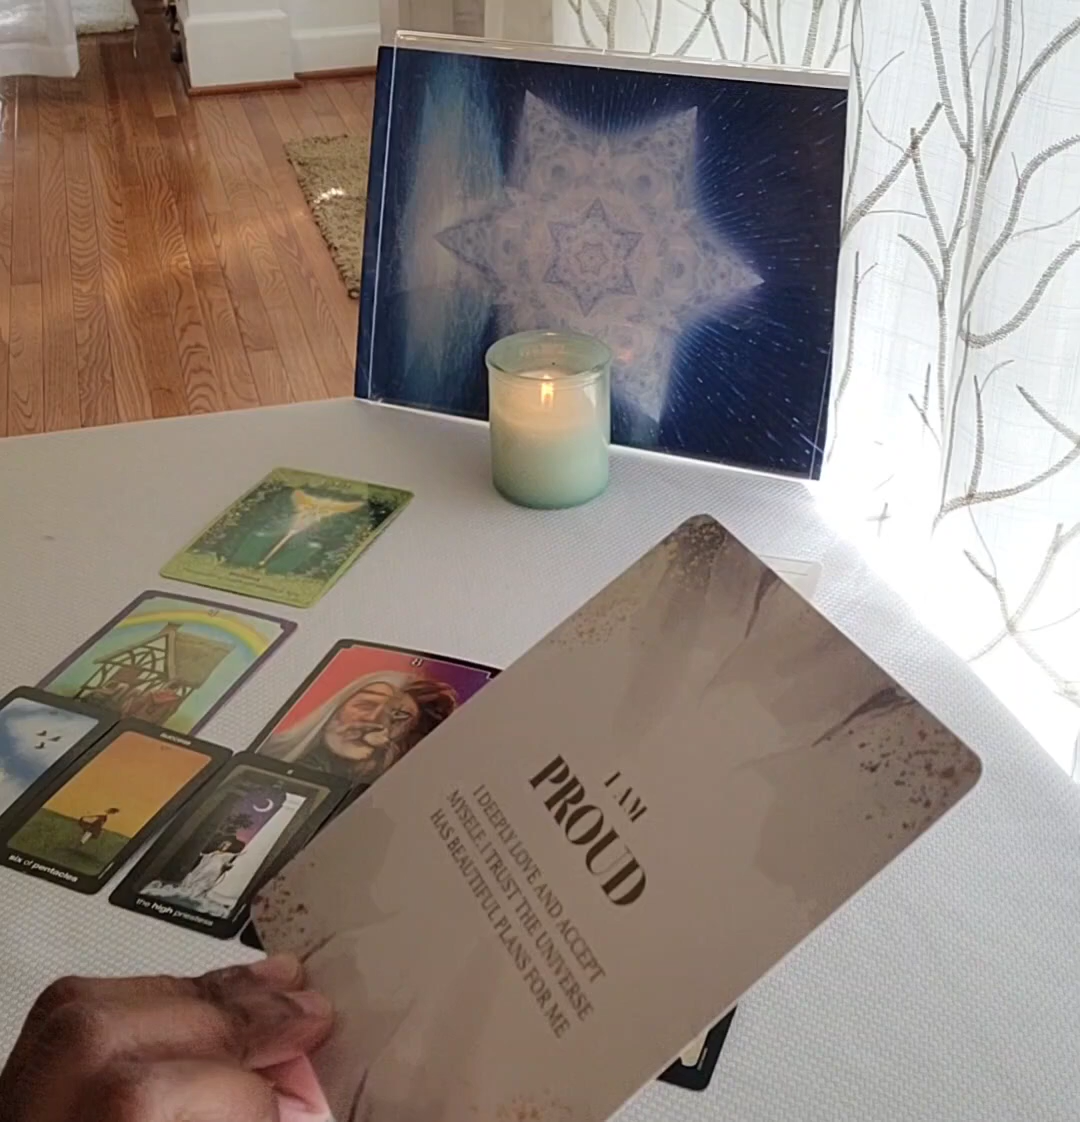 I AM
PROUD
I DEEPLY LOVE AND ACCEPT
MYSELF. I TRUST THE UNIVERSE
HAS BEAUTIFUL PLANS FOR ME
success
six of pentacles
the high priestess